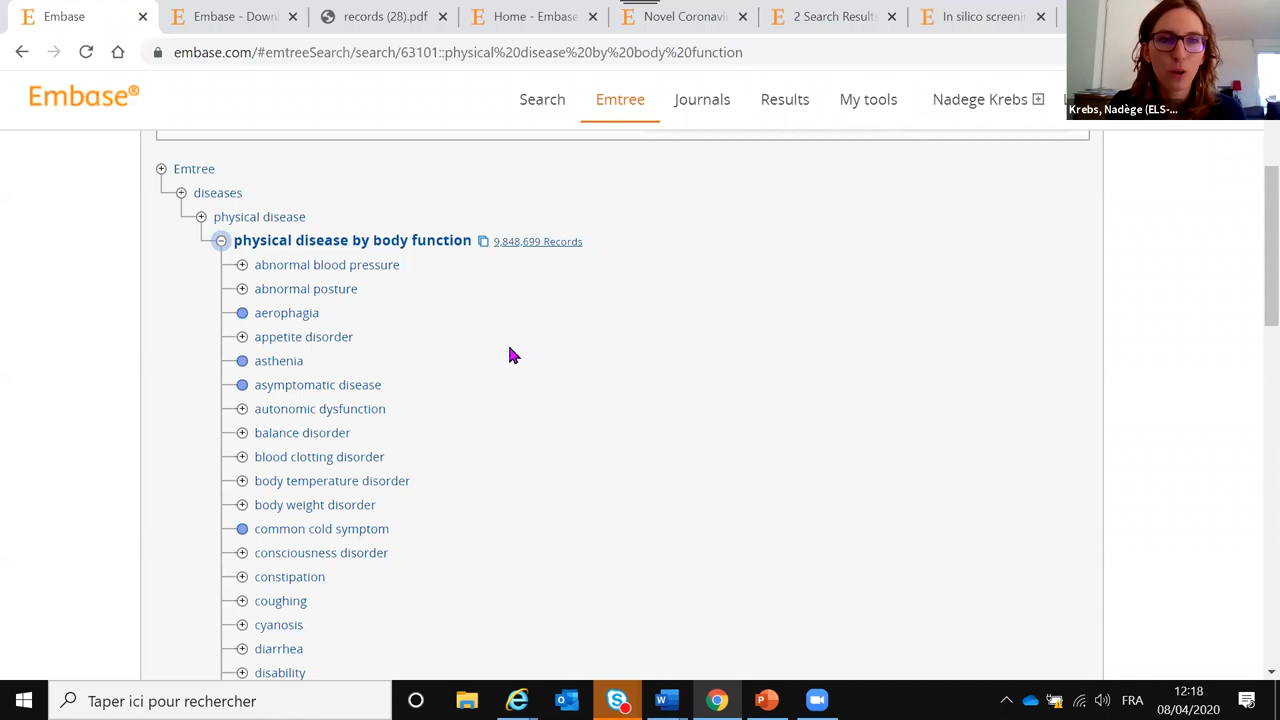 Embase
Embase - Downl
records (28).pdf
Home - Embase
Novel Coronavi
2 Search Results
In silico screenin
embase.com/#emtreeSearch/search/63101::physical%20disease%20by%20body%20function
Krebs, Nadège (ELS-...
Embase®
Search
Emtree
Journals
Results
My tools
Nadege Krebs
Emtree
diseases
physical disease
physical disease by body function 9,848,699 Records
abnormal blood pressure
abnormal posture
aerophagia
appetite disorder
asthenia
asymptomatic disease
autonomic dysfunction
balance disorder
blood clotting disorder
body temperature disorder
body weight disorder
common cold symptom
consciousness disorder
constipation
coughing
cyanosis
diarrhea
disability
Taper ici pour rechercher
FRA
12:18
08/04/2020